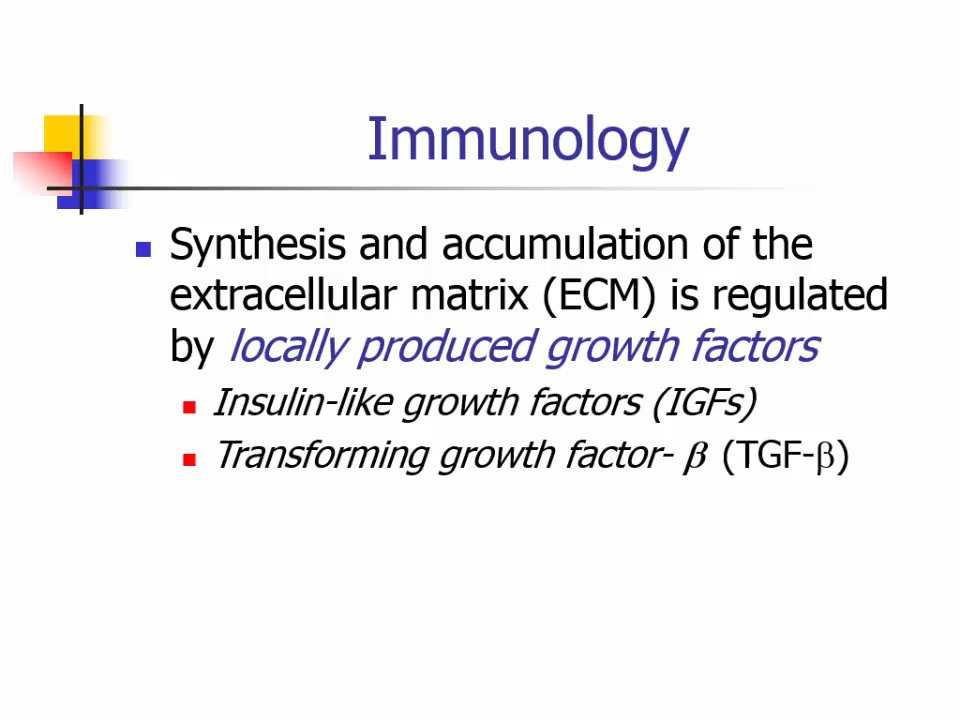 Immunology
Synthesis and accumulation of the
extracellular matrix (ECM) is regulated
by locally produced growth factors
Insulin-like growth factors (IGFs)
Transforming growth factor- β (TGF-β)